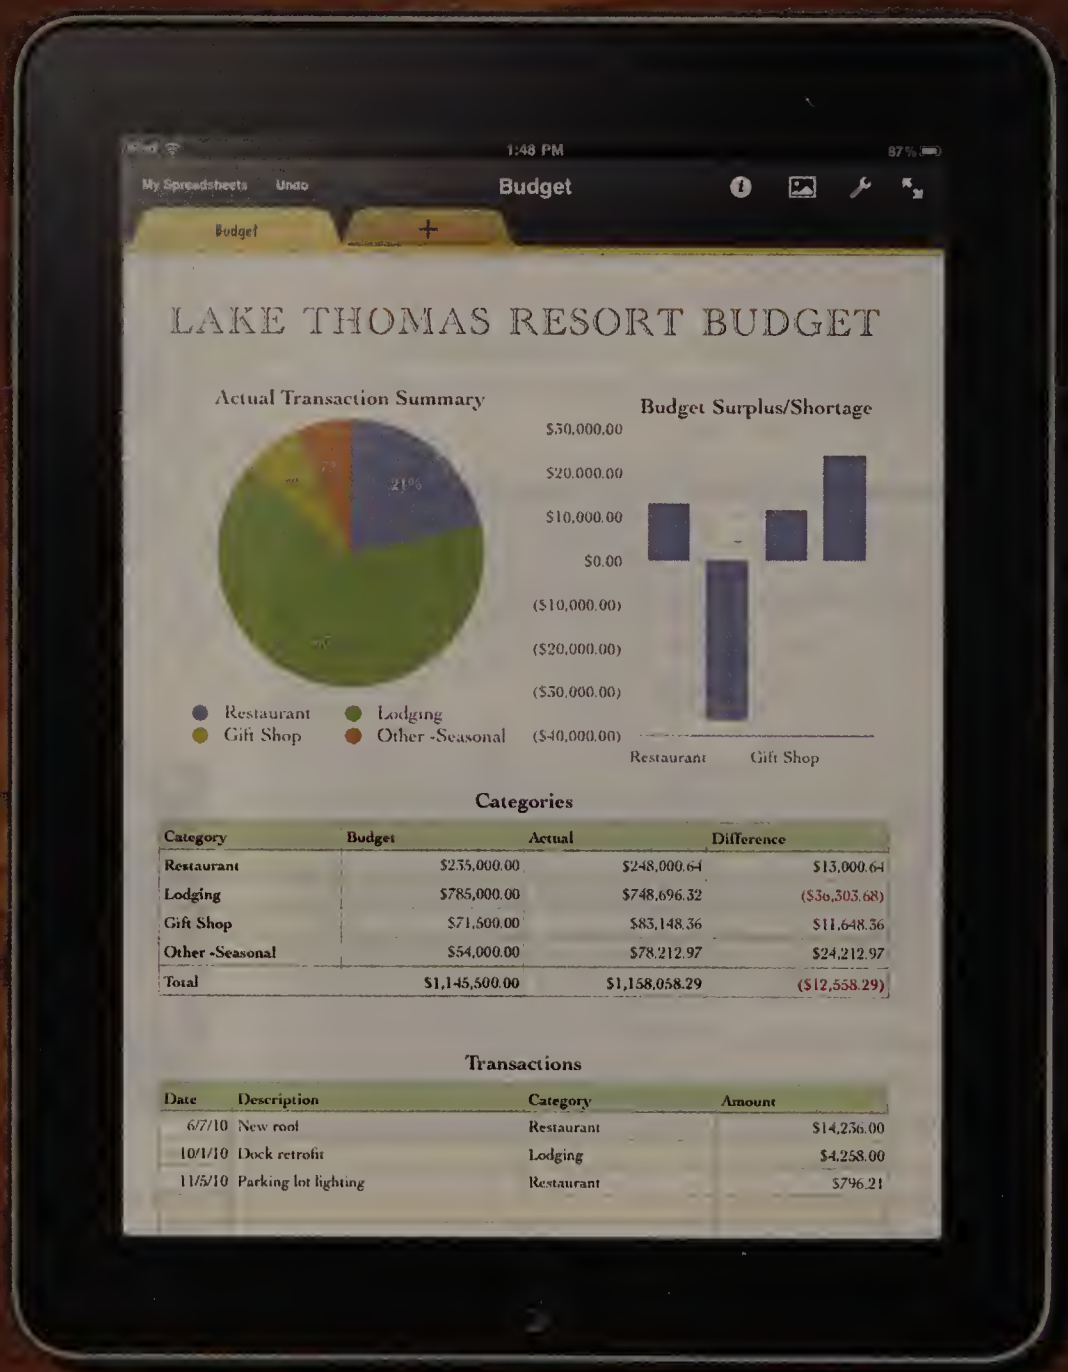 1:48 PM
87%
My Spreadsheets Undo Budget
Budget +
LAKE THOMAS RESORT BUDGET
Actual Transaction Summary
21%
7%
Restaurant Lodging
Gift Shop Other -Seasonal
Budget Surplus/Shortage
$30,000.00
$20,000.00
$10,000.00
$0.00
($10,000.00)
($20,000.00)
($30,000.00)
($40,000.00)
Restaurant Gift Shop
Categories
Category Budget Actual Difference
Restaurant $235,000.00 $248,000.64 $13,000.64
Lodging $785,000.00 $748,696.32 ($36,303.68)
Gift Shop $71,500.00 $83,148.36 $11,648.36
Other -Seasonal $54,000.00 $78,212.97 $24,212.97
Total $1,145,500.00 $1,158,058.29 ($12,558.29)
Transactions
Date Description Category Amount
6/7/10 New roof Restaurant $14,236.00
10/1/10 Dock retrofit Lodging $4,258.00
11/5/10 Parking lot lighting Restaurant $796.21